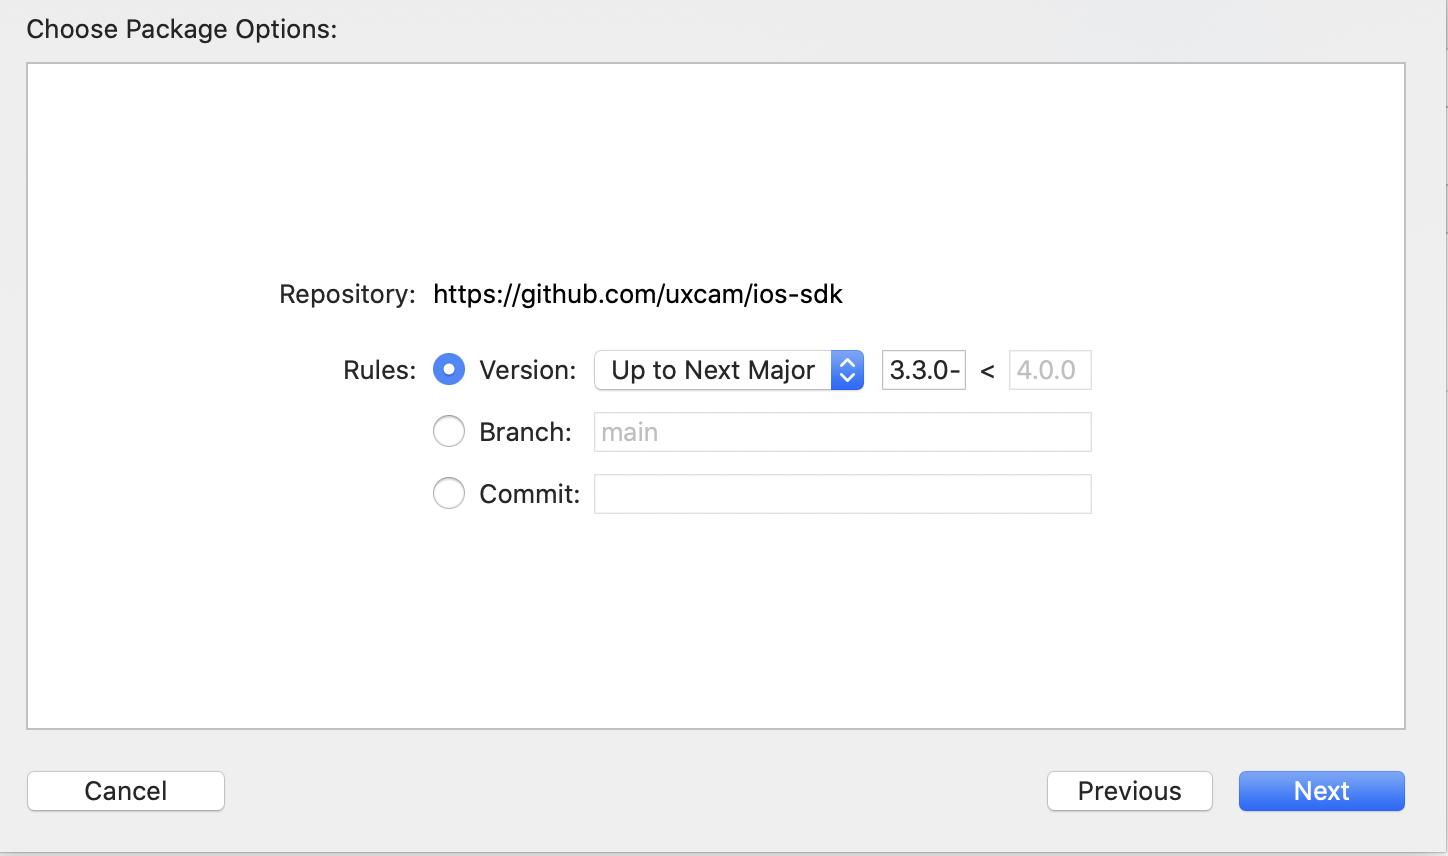 Choose Package Options:
Repository: https://github.com/uxcam/ios-sdk
Rules: Version: Up to Next Major 3.3.0- < 4.0.0
Branch: main
Commit:
Cancel Previous Next